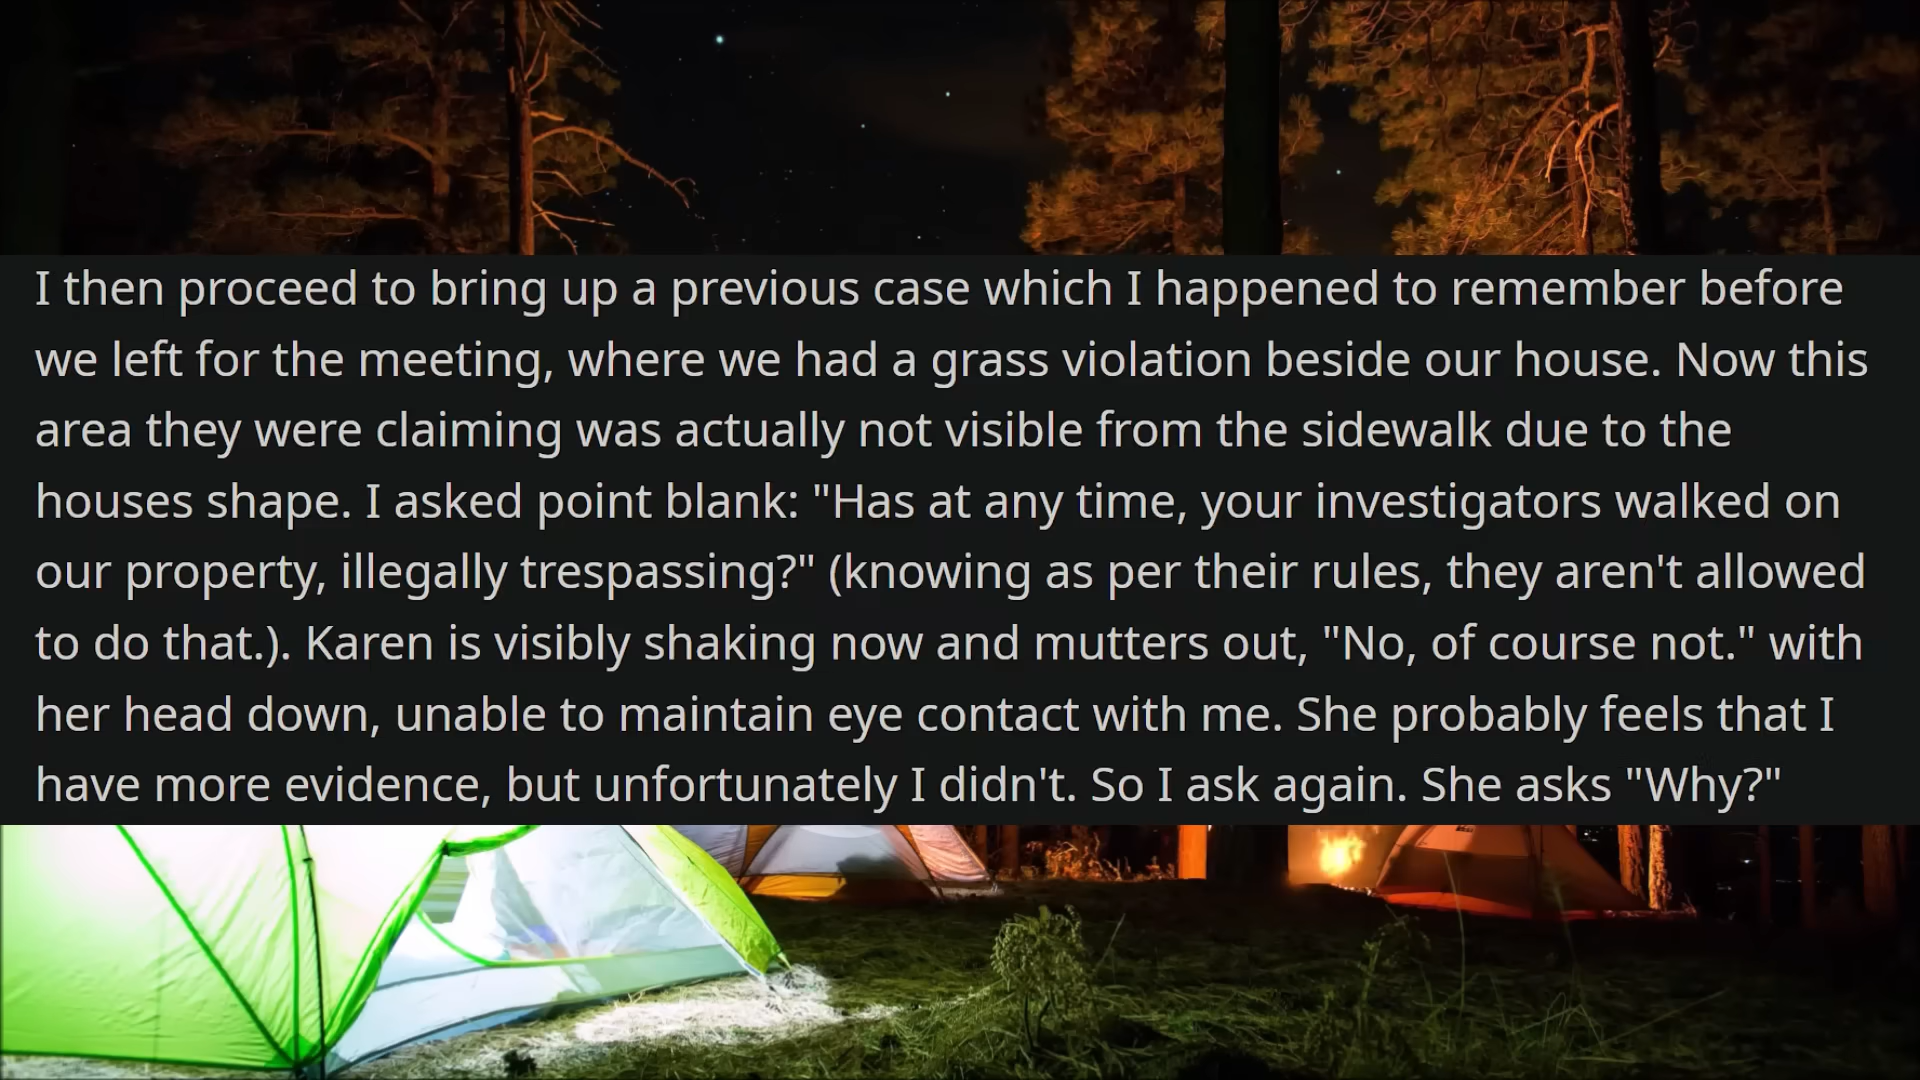 I then proceed to bring up a previous case which I happened to remember before
we left for the meeting, where we had a grass violation beside our house. Now this
area they were claiming was actually not visible from the sidewalk due to the
houses shape. I asked point blank: "Has at any time, your investigators walked on
our property, illegally trespassing?" (knowing as per their rules, they aren't allowed
to do that.). Karen is visibly shaking now and mutters out, "No, of course not." with
her head down, unable to maintain eye contact with me. She probably feels that I
have more evidence, but unfortunately I didn't. So I ask again. She asks "Why?"